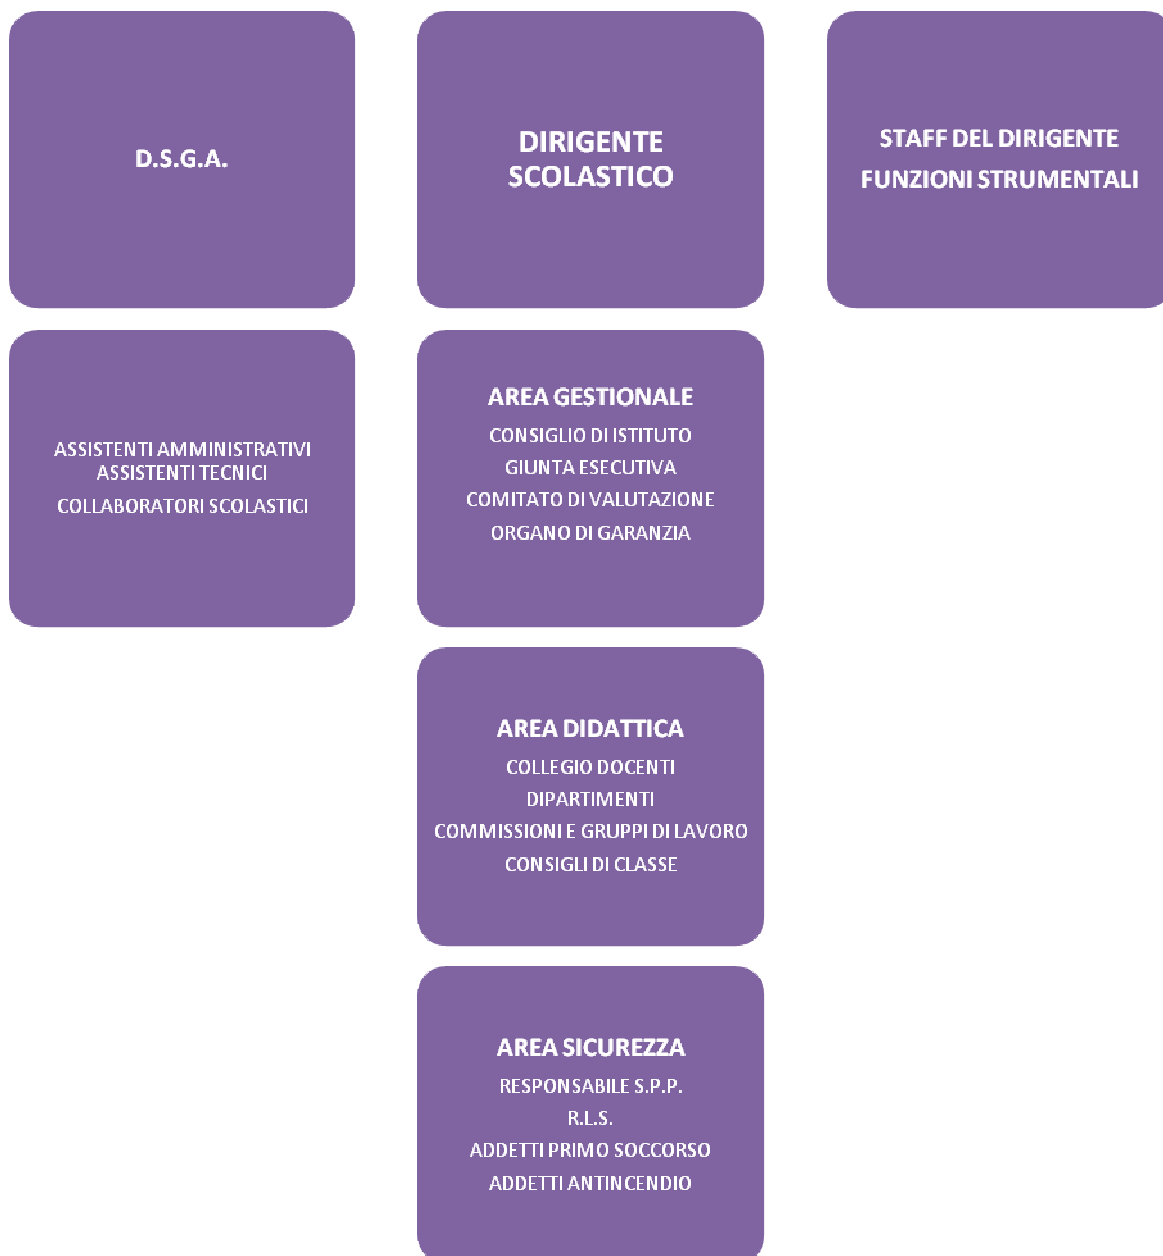 D.S.G.A.
DIRIGENTE
SCOLASTICO
STAFF DEL DIRIGENTE
FUNZIONI STRUMENTALI
ASSISTENTI AMMINISTRATIVI
ASSISTENTI TECNICI
COLLABORATORI SCOLASTICI
AREA GESTIONALE
CONSIGLIO DI ISTITUTO
GIUNTA ESECUTIVA
COMITATO DI VALUTAZIONE
ORGANO DI GARANZIA
AREA DIDATTICA
COLLEGIO DOCENTI
DIPARTIMENTI
COMMISSIONI E GRUPPI DI LAVORO
CONSIGLI DI CLASSE
AREA SICUREZZA
RESPONSABILE S.P.P.
R.L.S.
ADDETTI PRIMO SOCCORSO
ADDETTI ANTINCENDIO